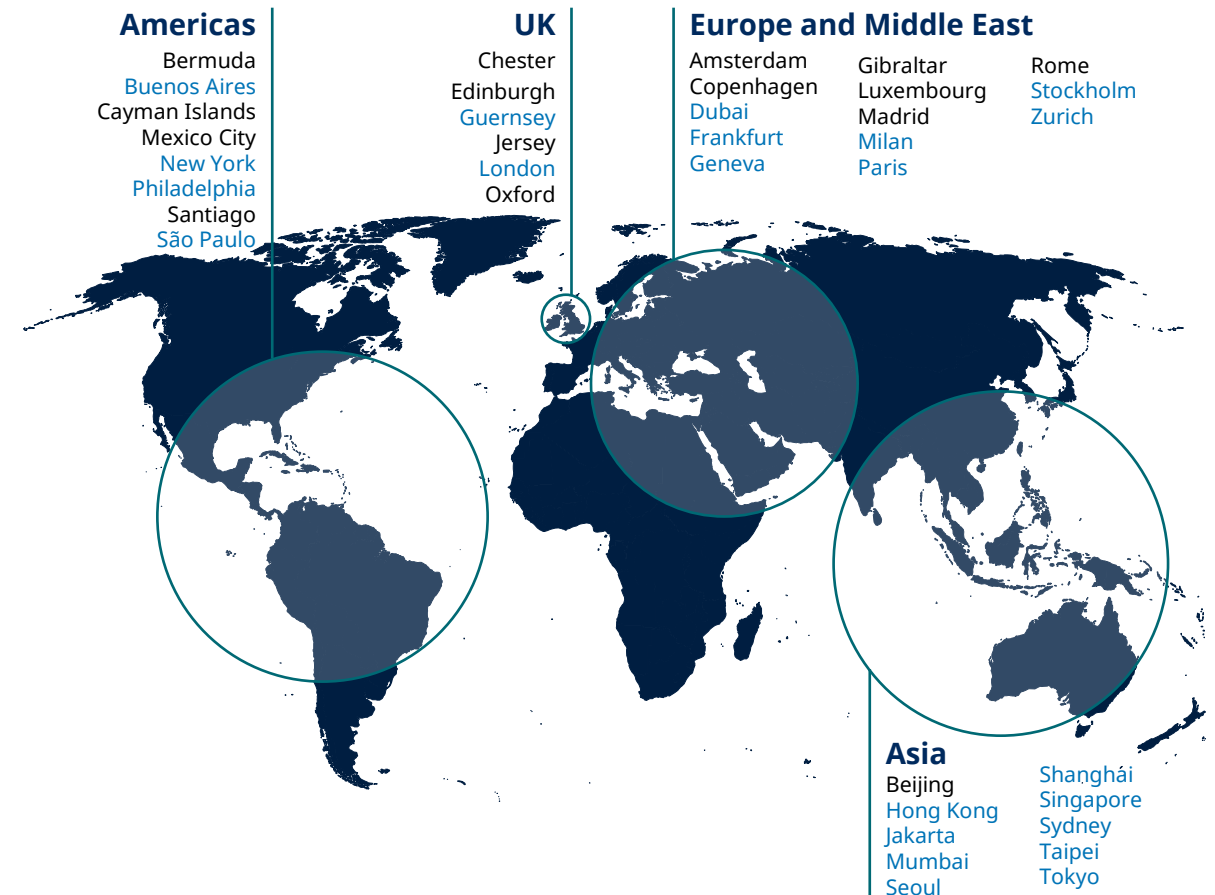 Americas
Bermuda
Buenos Aires
Cayman Islands
Mexico City
New York
Philadelphia
Santiago
São Paulo
UK
Chester
Edinburgh
Guernsey
Jersey
London
Oxford
Europe and Middle East
Amsterdam
Copenhagen
Dubai
Frankfurt
Geneva
Gibraltar
Luxembourg
Madrid
Milan
Paris
Rome
Stockholm
Zurich
Asia
Beijing
Hong Kong
Jakarta
Mumbai
Seoul
Shanghái
Singapore
Sydney
Taipei
Tokyo